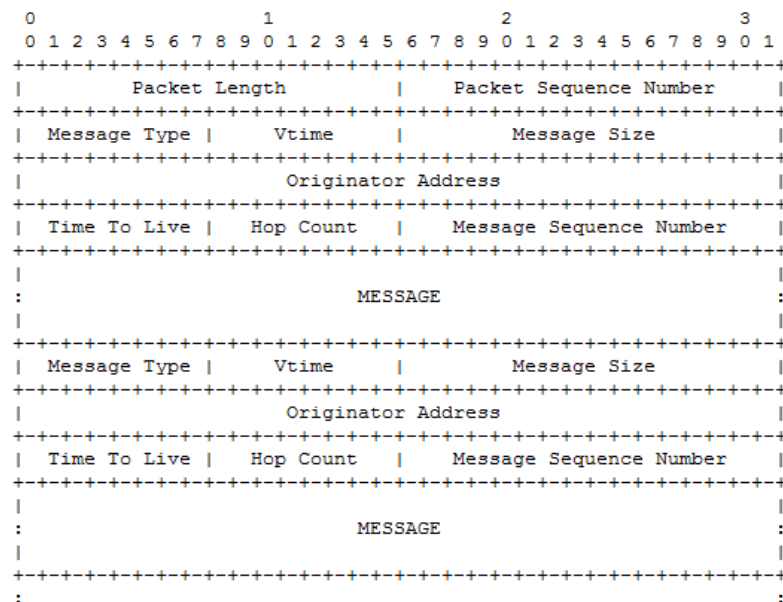 0                   1                   2                   3
 0 1 2 3 4 5 6 7 8 9 0 1 2 3 4 5 6 7 8 9 0 1 2 3 4 5 6 7 8 9 0 1
+-+-+-+-+-+-+-+-+-+-+-+-+-+-+-+-+-+-+-+-+-+-+-+-+-+-+-+-+-+-+-+-+
|         Packet Length         |    Packet Sequence Number     |
+-+-+-+-+-+-+-+-+-+-+-+-+-+-+-+-+-+-+-+-+-+-+-+-+-+-+-+-+-+-+-+-+
|  Message Type |     Vtime     |         Message Size          |
+-+-+-+-+-+-+-+-+-+-+-+-+-+-+-+-+-+-+-+-+-+-+-+-+-+-+-+-+-+-+-+-+
|                      Originator Address                       |
+-+-+-+-+-+-+-+-+-+-+-+-+-+-+-+-+-+-+-+-+-+-+-+-+-+-+-+-+-+-+-+-+
|  Time To Live |   Hop Count   |    Message Sequence Number    |
+-+-+-+-+-+-+-+-+-+-+-+-+-+-+-+-+-+-+-+-+-+-+-+-+-+-+-+-+-+-+-+-+
|                                                               |
:                            MESSAGE                            :
|                                                               |
+-+-+-+-+-+-+-+-+-+-+-+-+-+-+-+-+-+-+-+-+-+-+-+-+-+-+-+-+-+-+-+-+
|  Message Type |     Vtime     |         Message Size          |
+-+-+-+-+-+-+-+-+-+-+-+-+-+-+-+-+-+-+-+-+-+-+-+-+-+-+-+-+-+-+-+-+
|                      Originator Address                       |
+-+-+-+-+-+-+-+-+-+-+-+-+-+-+-+-+-+-+-+-+-+-+-+-+-+-+-+-+-+-+-+-+
|  Time To Live |   Hop Count   |    Message Sequence Number    |
+-+-+-+-+-+-+-+-+-+-+-+-+-+-+-+-+-+-+-+-+-+-+-+-+-+-+-+-+-+-+-+-+
|                                                               |
:                            MESSAGE                            :
|                                                               |
+-+-+-+-+-+-+-+-+-+-+-+-+-+-+-+-+-+-+-+-+-+-+-+-+-+-+-+-+-+-+-+-+
:                                                               :